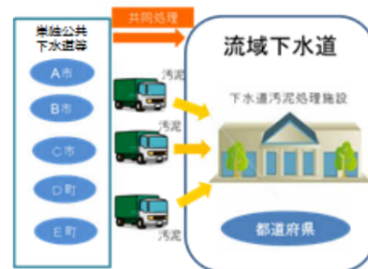 単独公共
下水道等
A市
B市
C市
D町
E町
共同処理
汚泥
汚泥
汚泥
流域下水道
下水道汚泥処理施設
都道府県